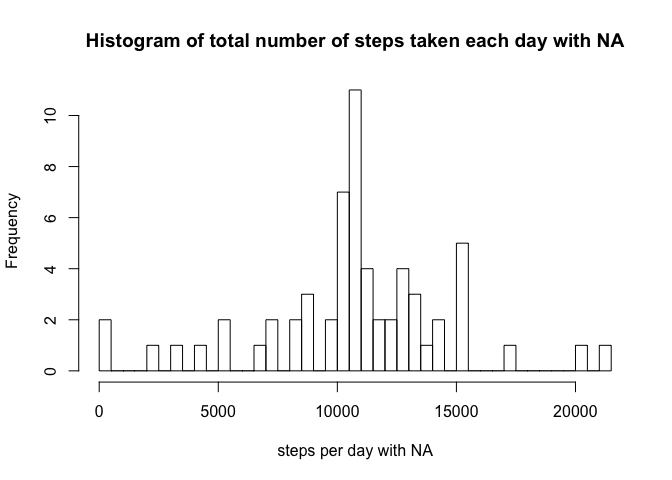 Histogram of total number of steps taken each day with NA
Frequency
10
8
6
4
2
0
0 5000 10000 15000 20000
steps per day with NA